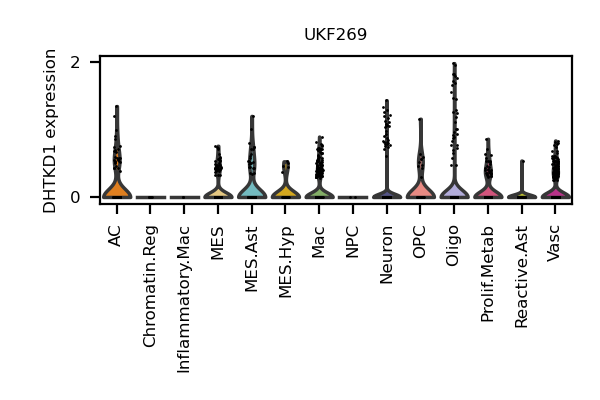 UKF269
DHTKD1 expression
2
0
AC
Chromatin.Reg
Inflammatory.Mac
MES
MES.Ast
MES.Hyp
Mac
NPC
Neuron
OPC
Oligo
Prolif.Metab
Reactive.Ast
Vasc